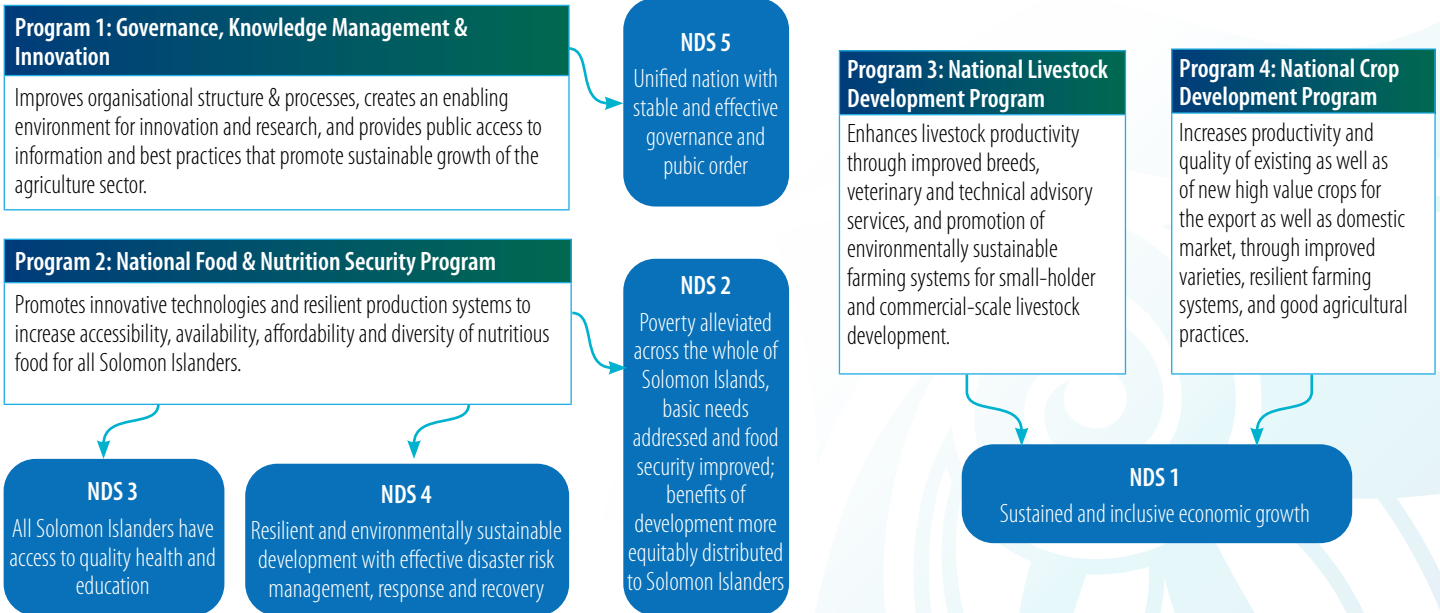 Program 1: Governance, Knowledge Management &
Innovation
Improves organisational structure & processes, creates an enabling
environment for innovation and research, and provides public access to
information and best practices that promote sustainable growth of the
agriculture sector.
NDS 5
Unified nation with
stable and effective
governance and
pubic order
Program 2: National Food & Nutrition Security Program
Promotes innovative technologies and resilient production systems to
increase accessibility, availability, affordability and diversity of nutritious
food for all Solomon Islanders.
NDS 2
Poverty alleviated
across the whole of
Solomon Islands,
basic needs
addressed and food
security improved;
benefits of
development more
equitably distributed
to Solomon Islanders
NDS 3
All Solomon Islanders have
access to quality health and
education
NDS 4
Resilient and environmentally sustainable
development with effective disaster risk
management, response and recovery
Program 3: National Livestock
Development Program
Enhances livestock productivity
through improved breeds,
veterinary and technical advisory
services, and promotion of
environmentally sustainable
farming systems for small-holder
and commercial-scale livestock
development.
Program 4: National Crop
Development Program
Increases productivity and
quality of existing as well as
of new high value crops for
the export as well as domestic
market, through improved
varieties, resilient farming
systems, and good agricultural
practices.
NDS 1
Sustained and inclusive economic growth